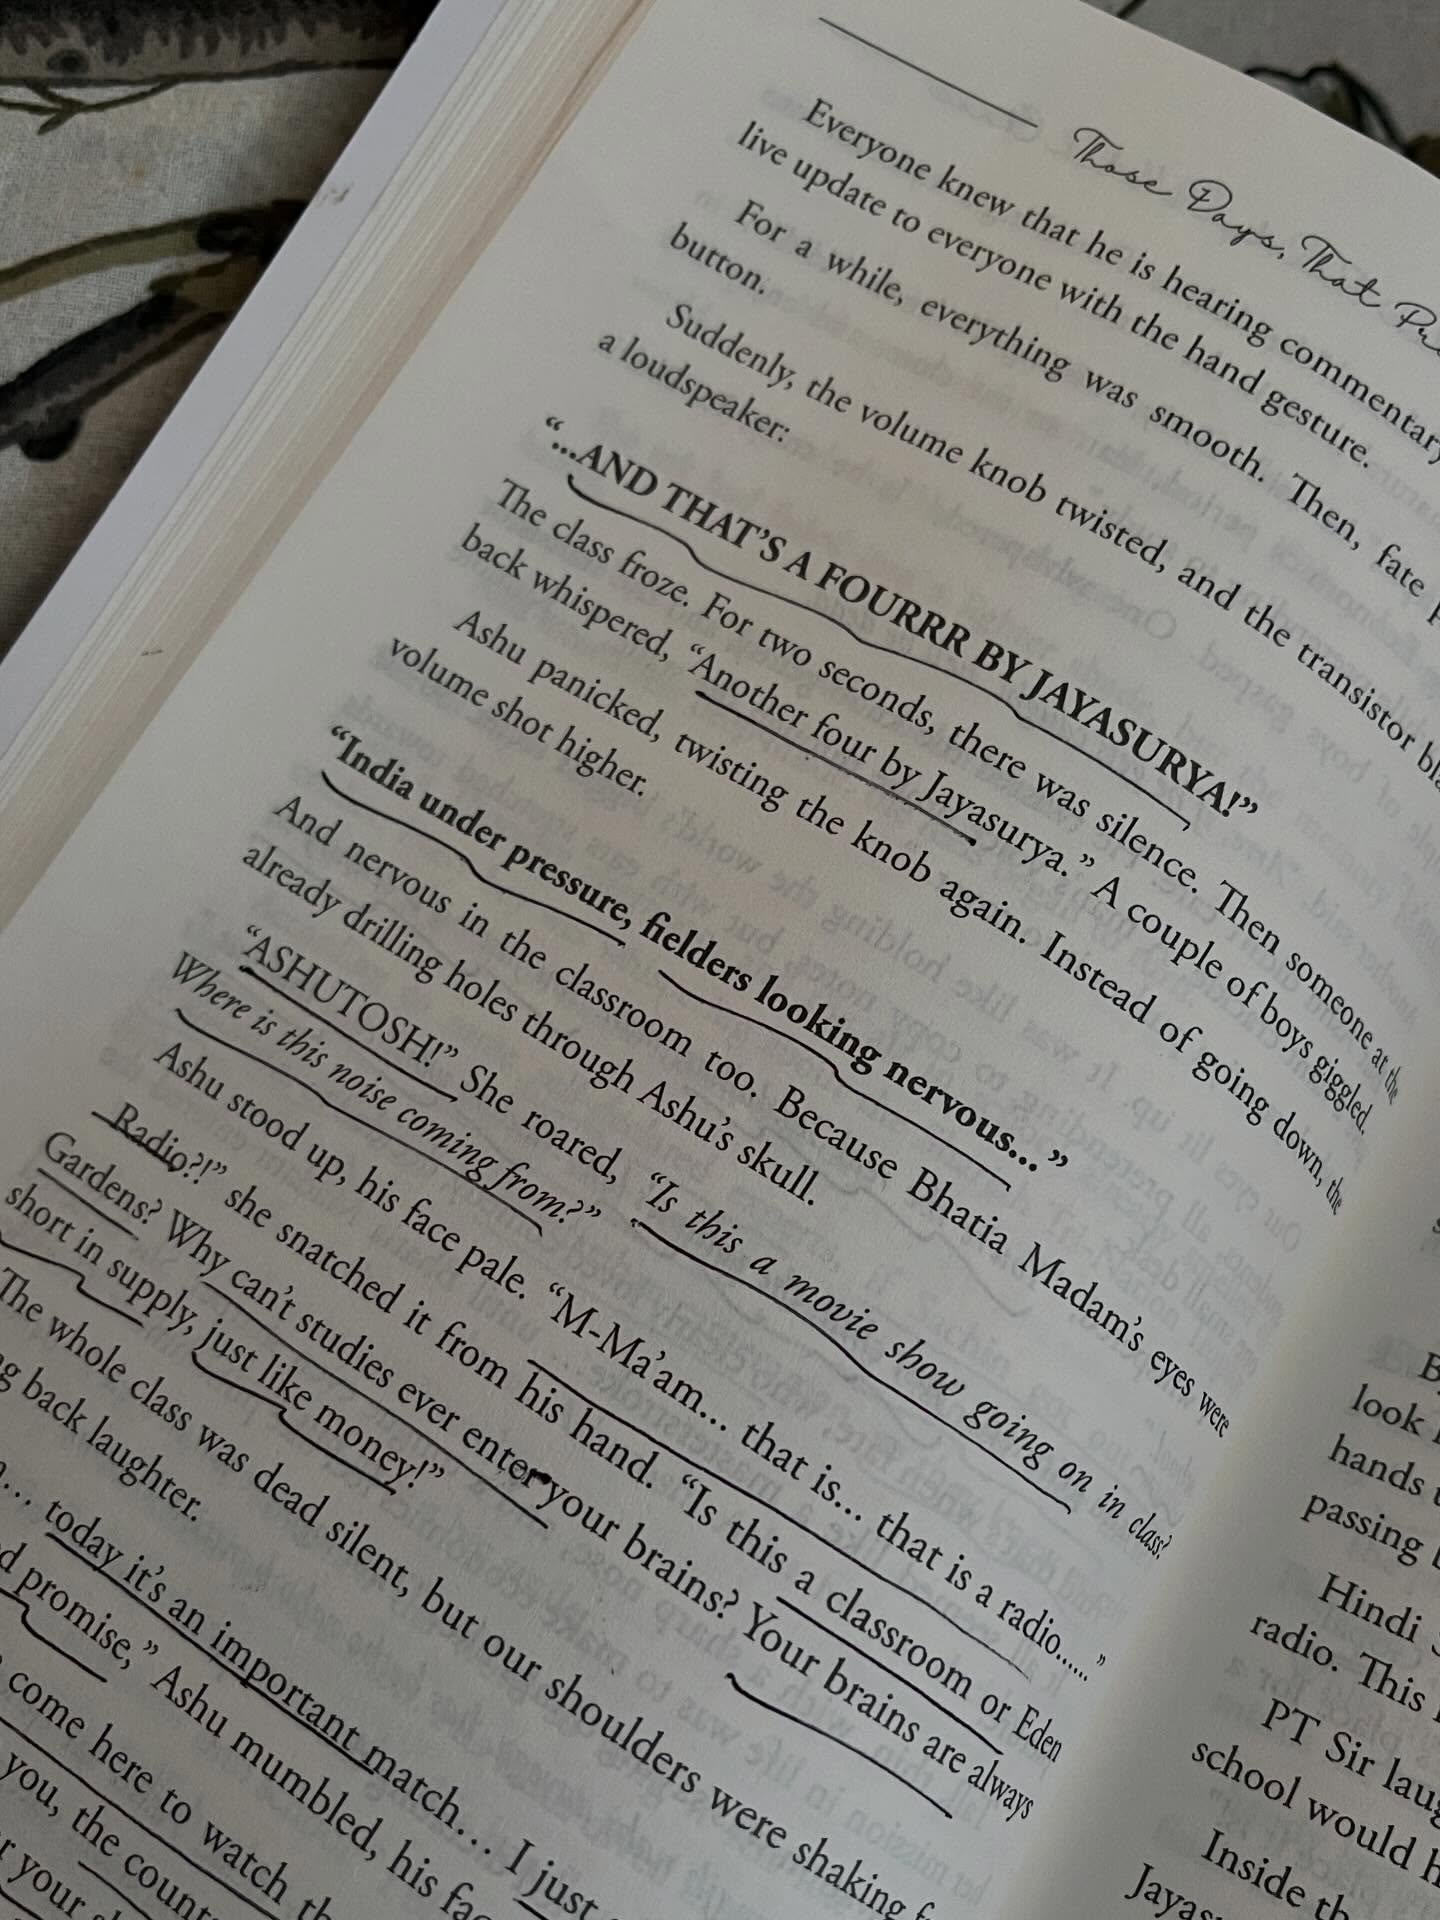 Those Days, That
Everyone knew that he is hearing commentary
live update to everyone with the hand gesture.
For a while, everything was smooth. Then, fate
button.
Suddenly, the volume knob twisted, and the transistor
a loudspeaker:
“...AND THAT’S A FOURRR BY JAYASURYA!”
The class froze. For two seconds, there was silence. Then someone at the
back whispered, “Another four by Jayasurya.” A couple of boys giggled.
Ashu panicked, twisting the knob again. Instead of going down, the
volume shot higher.
“India under pressure, fielders looking nervous... ”
And nervous in the classroom too. Because Bhatia Madam’s eyes were
already drilling holes through Ashu’s skull.
“ASHUTOSH!” She roared, “Is this a movie show going on in class?
Where is this noise coming from?”
Ashu stood up, his face pale. “M-Ma’am... that is... that is a radio......”
Radio?!” she snatched it from his hand. “Is this a classroom or Eden
Gardens? Why can’t studies ever enter your brains? Your brains are always
short in supply, just like money!”
The whole class was dead silent, but our shoulders were shaking
back laughter.
... today it’s an important match... I just
promise,” Ashu mumbled, his
come here to watch
you, the
your
look
hands
passing
Hindi
radio. This
PT Sir
school would
Inside